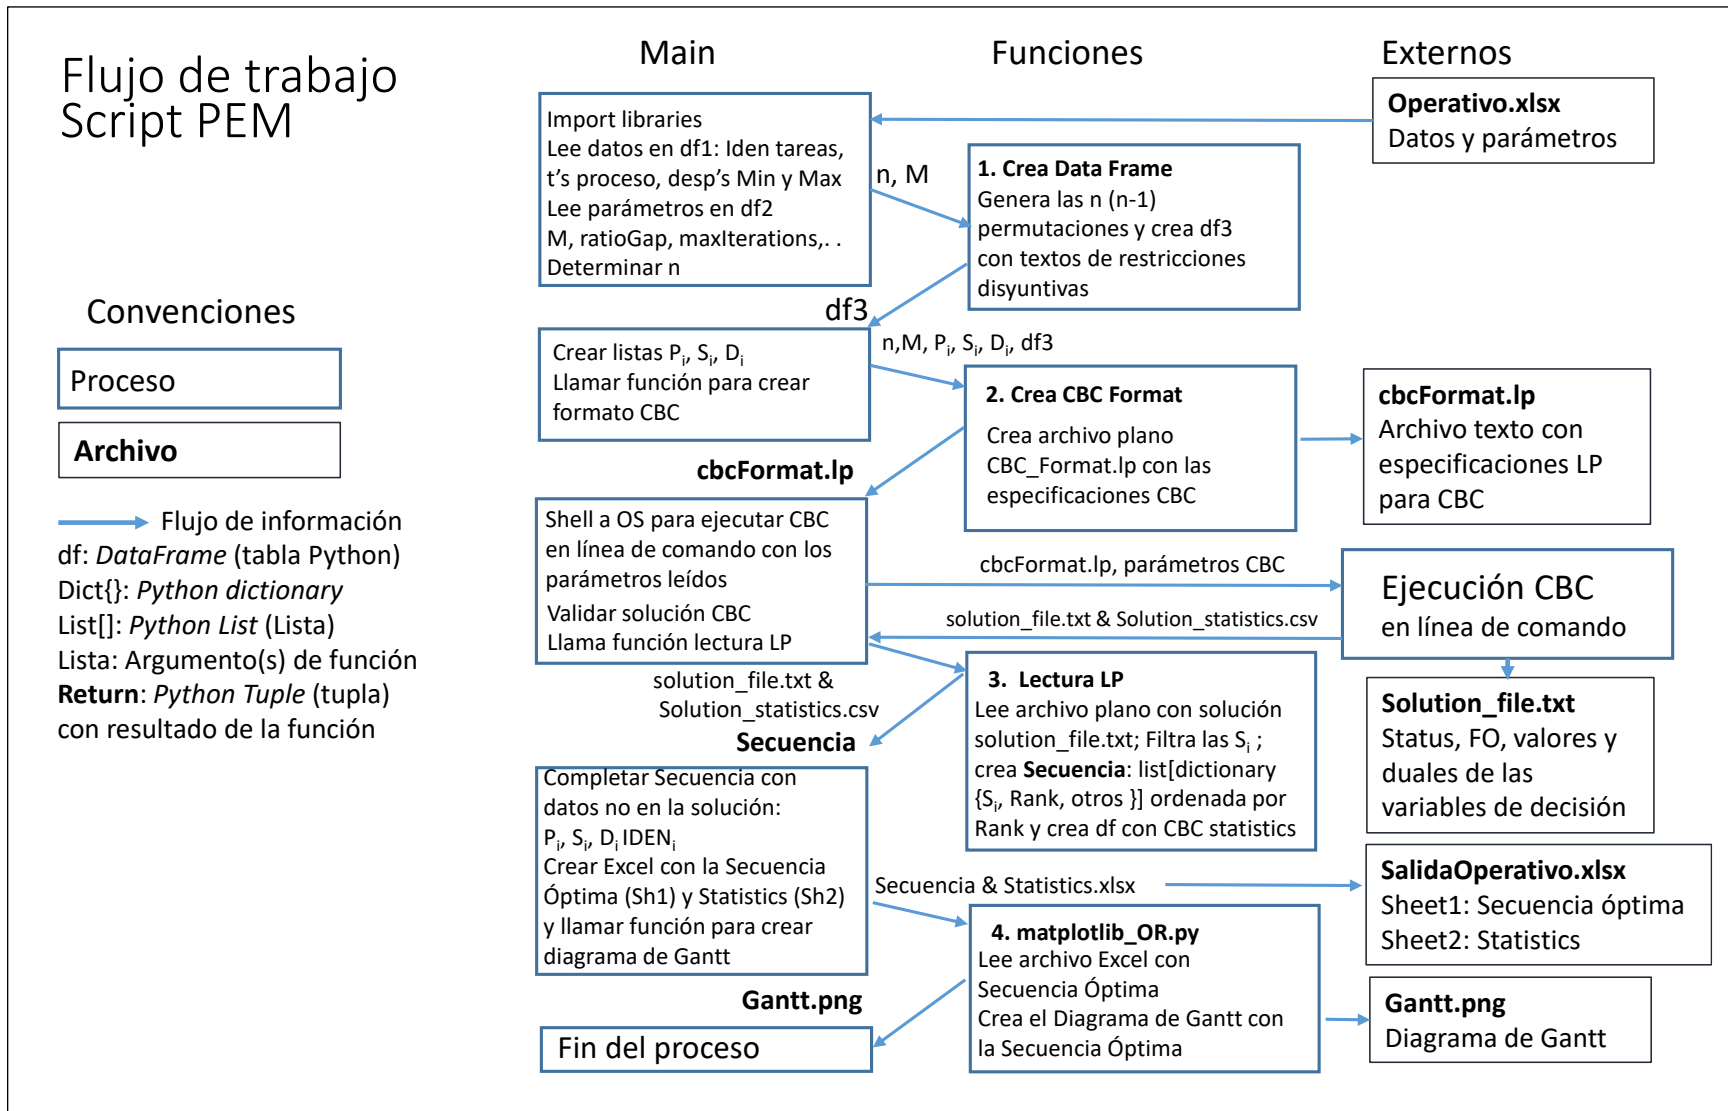 Flujo de trabajo
Script PEM
Convenciones
Proceso
Archivo
Flujo de información
df: DataFrame (tabla Python)
Dict{}: Python dictionary
List[]: Python List (Lista)
Lista: Argumento(s) de función
Return: Python Tuple (tupla)
con resultado de la función
Main
Funciones
Externos
Import libraries
Lee datos en df1: Iden tareas,
t's proceso, desp's Min y Max
Lee parámetros en df2
M, ratioGap, maxIterations,. .
Determinar n
Operativo.xlsx
Datos y parámetros
n, M
1. Crea Data Frame
Genera las n (n-1)
permutaciones y crea df3
con textos de restricciones
disyuntivas
df3
Crear listas Pi, Si, Di
Llamar función para crear
formato CBC
n,M, Pi, Si, Di, df3
2. Crea CBC Format
Crea archivo plano
CBC_Format.lp con las
especificaciones CBC
cbcFormat.lp
Archivo texto con
especificaciones LP
para CBC
cbcFormat.lp
Shell a OS para ejecutar CBC
en línea de comando con los
parámetros leídos
Validar solución CBC
Llama función lectura LP
cbcFormat.lp, parámetros CBC
solution_file.txt & Solution_statistics.csv
Ejecución CBC
en línea de comando
solution_file.txt &
Solution_statistics.csv
Secuencia
3. Lectura LP
Lee archivo plano con solución
solution_file.txt; Filtra las Si ;
crea Secuencia: list[dictionary
{Si, Rank, otros }] ordenada por
Rank y crea df con CBC statistics
Solution_file.txt
Status, FO, valores y
duales de las
variables de decisión
Completar Secuencia con
datos no en la solución:
Pi, Si, Di IDENi
Crear Excel con la Secuencia
Óptima (Sh1) y Statistics (Sh2)
y llamar función para crear
diagrama de Gantt
Secuencia & Statistics.xlsx
SalidaOperativo.xlsx
Sheet1: Secuencia óptima
Sheet2: Statistics
4. matplotlib_OR.py
Lee archivo Excel con
Secuencia Óptima
Crea el Diagrama de Gantt con
la Secuencia Óptima
Gantt.png
Diagrama de Gantt
Gantt.png
Fin del proceso